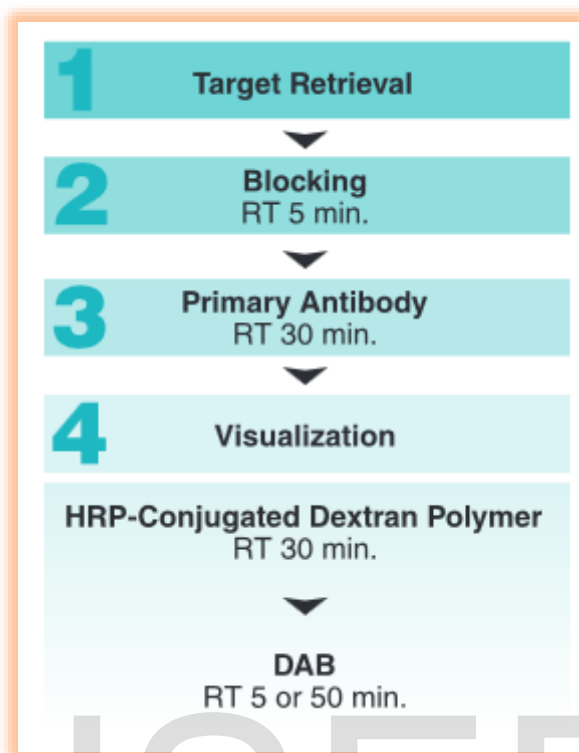 1 Target Retrieval
2 Blocking
RT 5 min.
3 Primary Antibody
RT 30 min.
4 Visualization
HRP-Conjugated Dextran Polymer
RT 30 min.
DAB
RT 5 or 50 min.